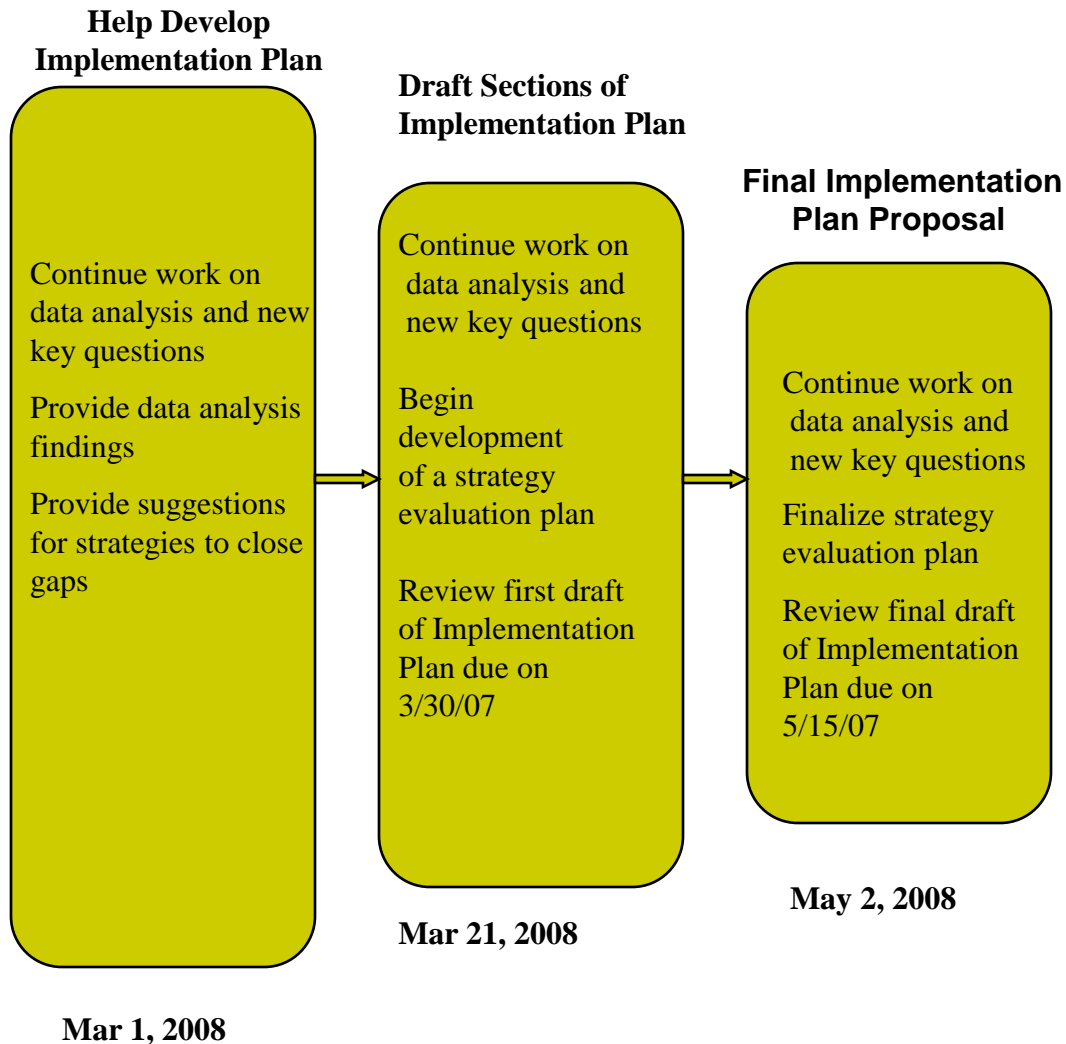 Help Develop
Implementation Plan
Continue work on
data analysis and new
key questions
Provide data analysis
findings
Provide suggestions
for strategies to close
gaps
Mar 1, 2008
Draft Sections of
Implementation Plan
Continue work on
data analysis and
new key questions
Begin
development
of a strategy
evaluation plan
Review first draft
of Implementation
Plan due on
3/30/07
Mar 21, 2008
Final Implementation
Plan Proposal
Continue work on
data analysis and
new key questions
Finalize strategy
evaluation plan
Review final draft
of Implementation
Plan due on
5/15/07
May 2, 2008